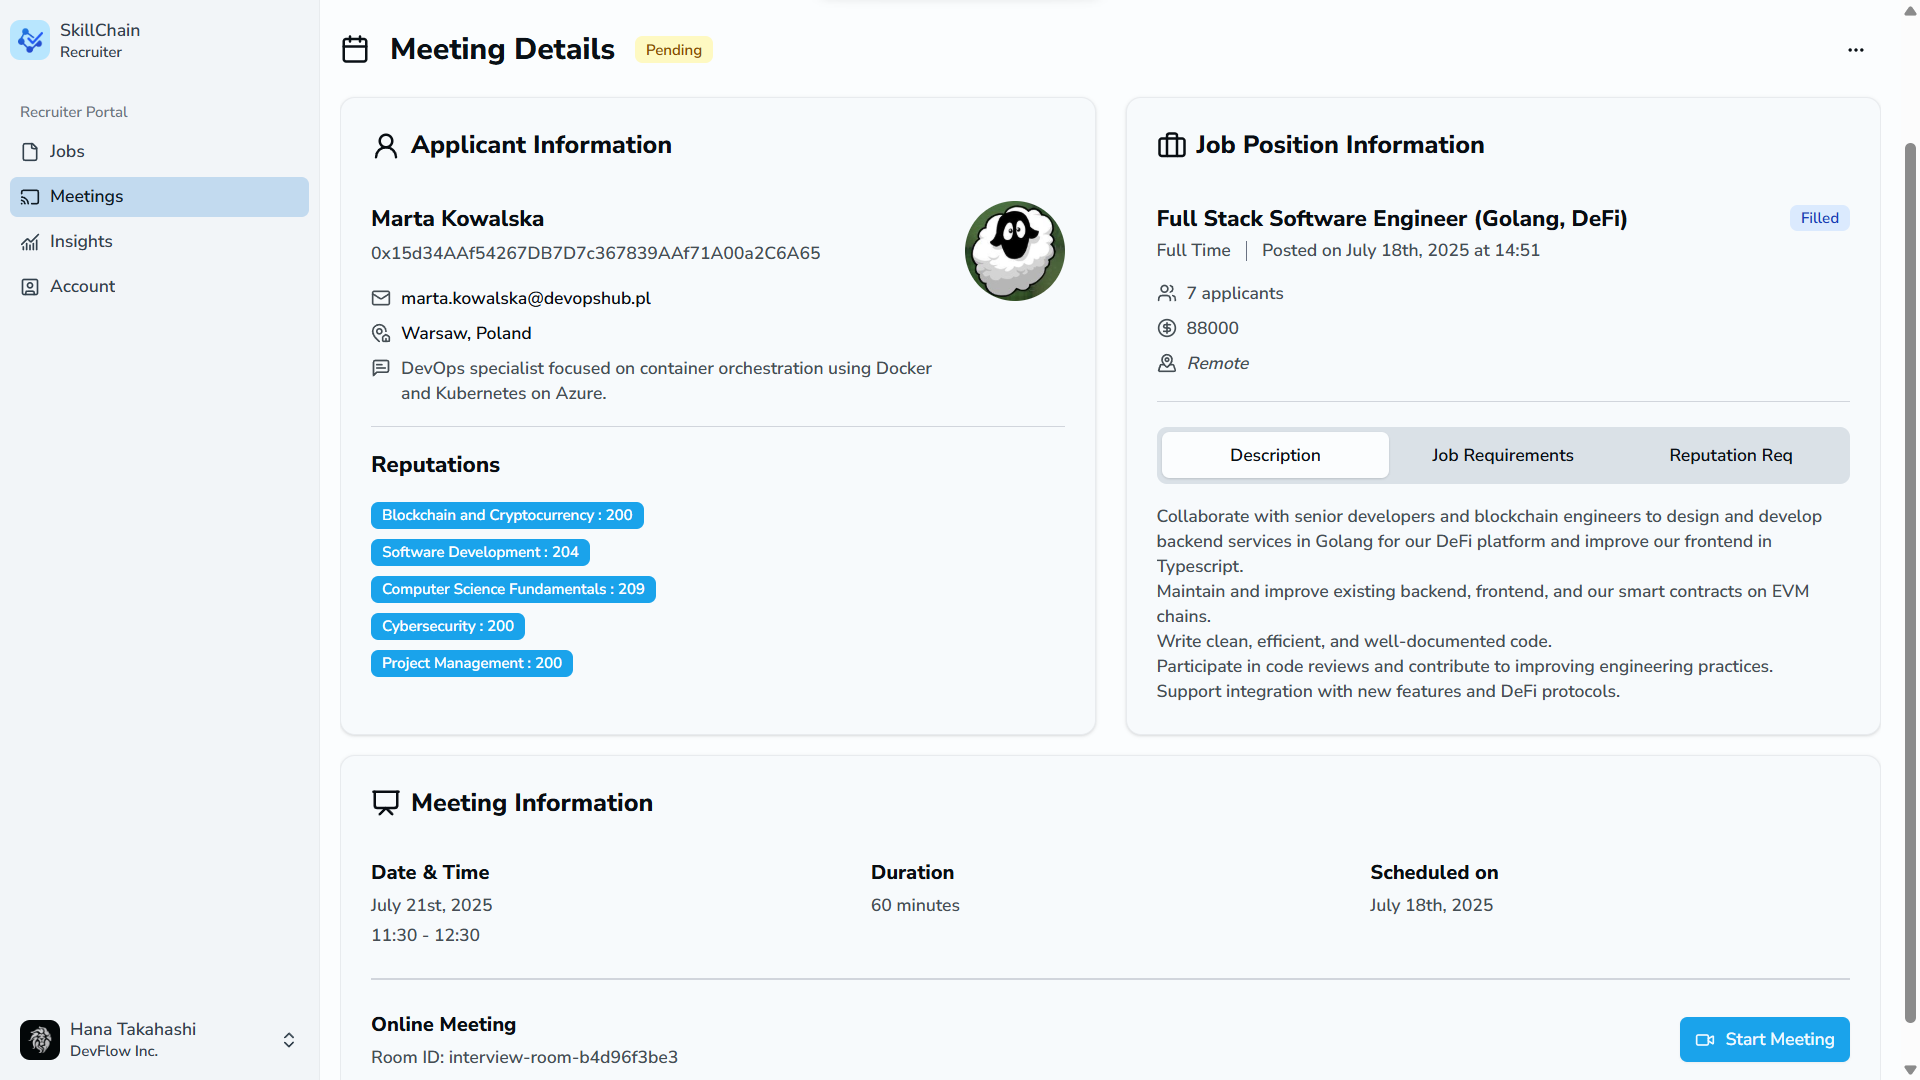 SkillChain
Recruiter
Recruiter Portal
Jobs
Meetings
Insights
Account
Hana Takahashi
DevFlow Inc.
Meeting Details
Pending
Applicant Information
Marta Kowalska
0x15d34AAf54267DB7D7c367839AAf71A00a2C6A65
marta.kowalska@devopshub.pl
Warsaw, Poland
DevOps specialist focused on container orchestration using Docker
and Kubernetes on Azure.
Reputations
Blockchain and Cryptocurrency : 200
Software Development : 204
Computer Science Fundamentals : 209
Cybersecurity : 200
Project Management : 200
Job Position Information
Full Stack Software Engineer (Golang, DeFi)
Filled
Full Time
Posted on July 18th, 2025 at 14:51
7 applicants
88000
Remote
Description
Job Requirements
Reputation Req
Collaborate with senior developers and blockchain engineers to design and develop
backend services in Golang for our DeFi platform and improve our frontend in
Typescript.
Maintain and improve existing backend, frontend, and our smart contracts on EVM
chains.
Write clean, efficient, and well-documented code.
Participate in code reviews and contribute to improving engineering practices.
Support integration with new features and DeFi protocols.
Meeting Information
Date & Time
July 21st, 2025
11:30 - 12:30
Duration
60 minutes
Scheduled on
July 18th, 2025
Online Meeting
Room ID: interview-room-b4d96f3be3
Start Meeting